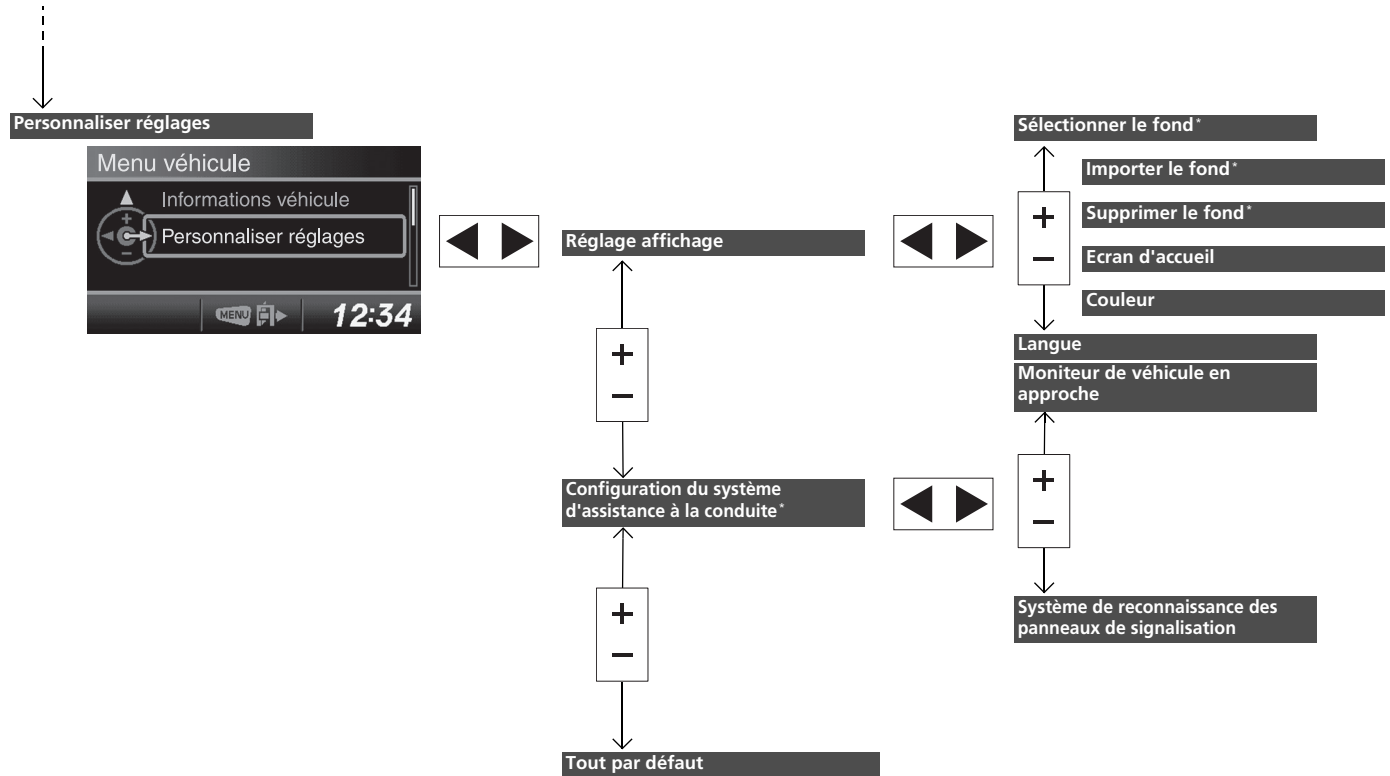 Personnaliser réglages
Menu véhicule
Informations véhicule
+
Personnaliser réglages
–
MENU
12:34
Réglage affichage
+
–
Configuration du système
d'assistance à la conduite*
+
–
Tout par défaut
Sélectionner le fond*
Importer le fond*
+
Supprimer le fond*
–
Ecran d'accueil
Couleur
Langue
Moniteur de véhicule en
approche
+
–
Système de reconnaissance des
panneaux de signalisation